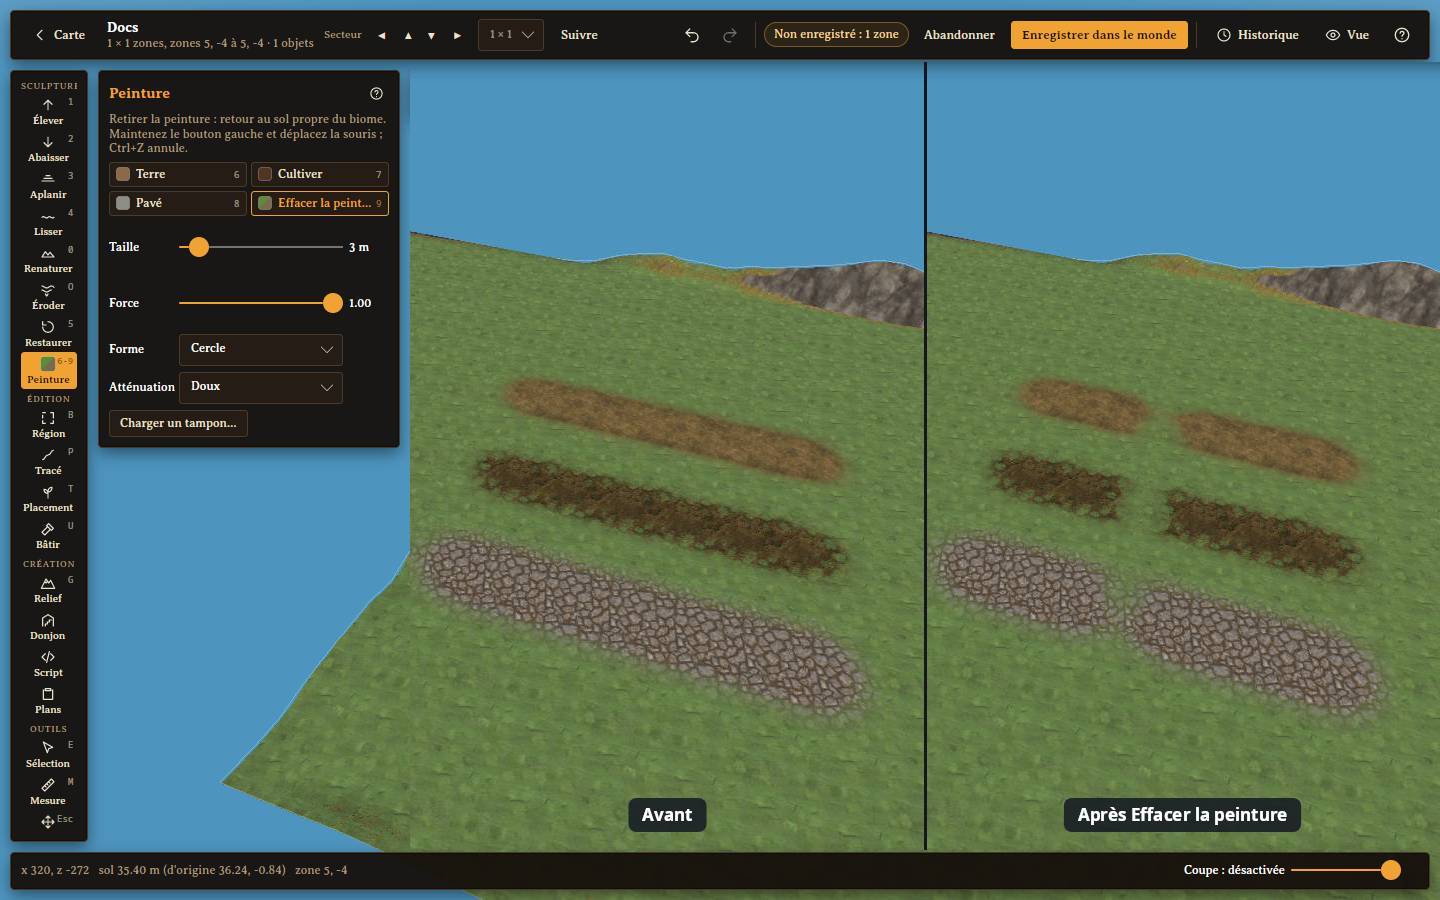 Carte
Docs
1 × 1 zones, zones 5, -4 à 5, -4 · 1 objets
Secteur
1 × 1
Suivre
Non enregistré : 1 zone
Abandonner
Enregistrer dans le monde
Historique
Vue
SCULPTURE
1
Élever
2
Abaisser
3
Aplanir
4
Lisser
0
Renaturer
O
Éroder
5
Restaurer
6-9
Peinture
ÉDITION
B
Région
P
Tracé
T
Placement
U
Bâtir
CRÉATION
G
Relief
Donjon
Script
Plans
OUTILS
E
Sélection
M
Mesure
Esc
Peinture
Retirer la peinture : retour au sol propre du biome.
Maintenez le bouton gauche et déplacez la souris ;
Ctrl+Z annule.
Terre 6
Cultiver 7
Pavé 8
Effacer la peint... 9
Taille 3 m
Force 1.00
Forme Cercle
Atténuation Doux
Charger un tampon...
Avant
Après Effacer la peinture
x 320, z -272 sol 35.40 m (d'origine 36.24, -0.84) zone 5, -4
Coupe : désactivée